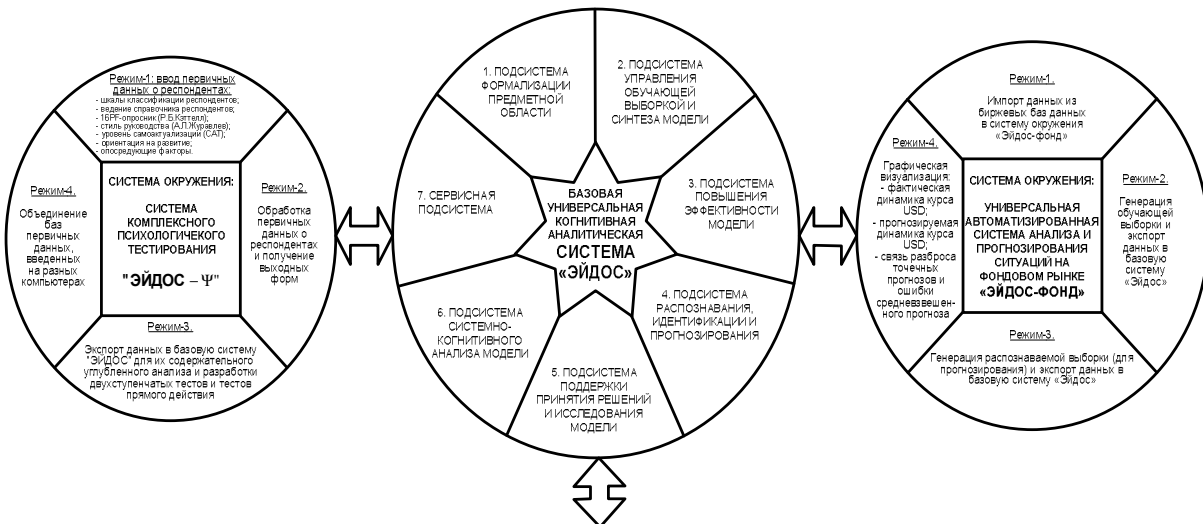 Режим-1: ввод первичных
данных о респондентах:
- шкалы классификации респондентов;
- ведение справочника респондентов;
- 16PF-опросник (Р.Б.Кэттелл);
- стиль руководства (А.Л.Журавлев);
- уровень самоактуализации (САТ);
- ориентация на развитие;
- опосредующие факторы.
Режим-4.
Объединение
баз
первичных
данных,
введенных
на разных
компьютерах
СИСТЕМА ОКРУЖЕНИЯ:
СИСТЕМА
КОМПЛЕКСНОГО
ПСИХОЛОГИЧЕКОГО
ТЕСТИРОВАНИЯ
"ЭЙДОС – Ψ"
Режим-2.
Обработка
первичных
данных о
респондентах
и получение
выходных
форм
Режим-3.
Экспорт данных в базовую систему
"ЭЙДОС" для их содержательного
углубленного анализа и разработки
двухступенчатых тестов и тестов
прямого действия
1. ПОДСИСТЕМА
ФОРМАЛИЗАЦИИ
ПРЕДМЕТНОЙ
ОБЛАСТИ
2. ПОДСИСТЕМА
УПРАВЛЕНИЯ
ОБУЧАЮЩЕЙ
ВЫБОРКОЙ И
СИНТЕЗА МОДЕЛИ
3. ПОДСИСТЕМА
ПОВЫШЕНИЯ
ЭФФЕКТИВНОСТИ
МОДЕЛИ
4. ПОДСИСТЕМА
РАСПОЗНАВАНИЯ,
ИДЕНТИФИКАЦИИ И
ПРОГНОЗИРОВАНИЯ
5. ПОДСИСТЕМА
ПОДДЕРЖКИ
ПРИНЯТИЯ РЕШЕНИЙ
И ИССЛЕДОВАНИЯ
МОДЕЛИ
6. ПОДСИСТЕМА
СИСТЕМНО-
КОГНИТИВНОГО
АНАЛИЗА МОДЕЛИ
7. СЕРВИСНАЯ
ПОДСИСТЕМА
БАЗОВАЯ
УНИВЕРСАЛЬНАЯ
КОГНИТИВНАЯ
АНАЛИТИЧЕСКАЯ
СИСТЕМА
«ЭЙДОС»
Режим-1.
Импорт данных из
биржевых баз данных
в систему окружения
«Эйдос-фонд»
Режим-4.
Графическая
визуализация:
- фактическая
динамика курса
USD;
- прогнозируемая
динамика курса
USD;
- связь разброса
точечных
прогнозов и
ошибки
средневзвешен-
ного прогноза
СИСТЕМА ОКРУЖЕНИЯ:
УНИВЕРСАЛЬНАЯ
АВТОМАТИЗИРОВАННАЯ
СИСТЕМА АНАЛИЗА И
ПРОГНОЗИРОВАНИЯ
СИТУАЦИЙ НА
ФОНДОВОМ РЫНКЕ
«ЭЙДОС-ФОНД»
Режим-2.
Генерация
обучающей
выборки и
экспорт
данных в
базовую
систему
«Эйдос»
Режим-3.
Генерация распознаваемой выборки (для
прогнозирования) и экспорт данных в
базовую систему «Эйдос»